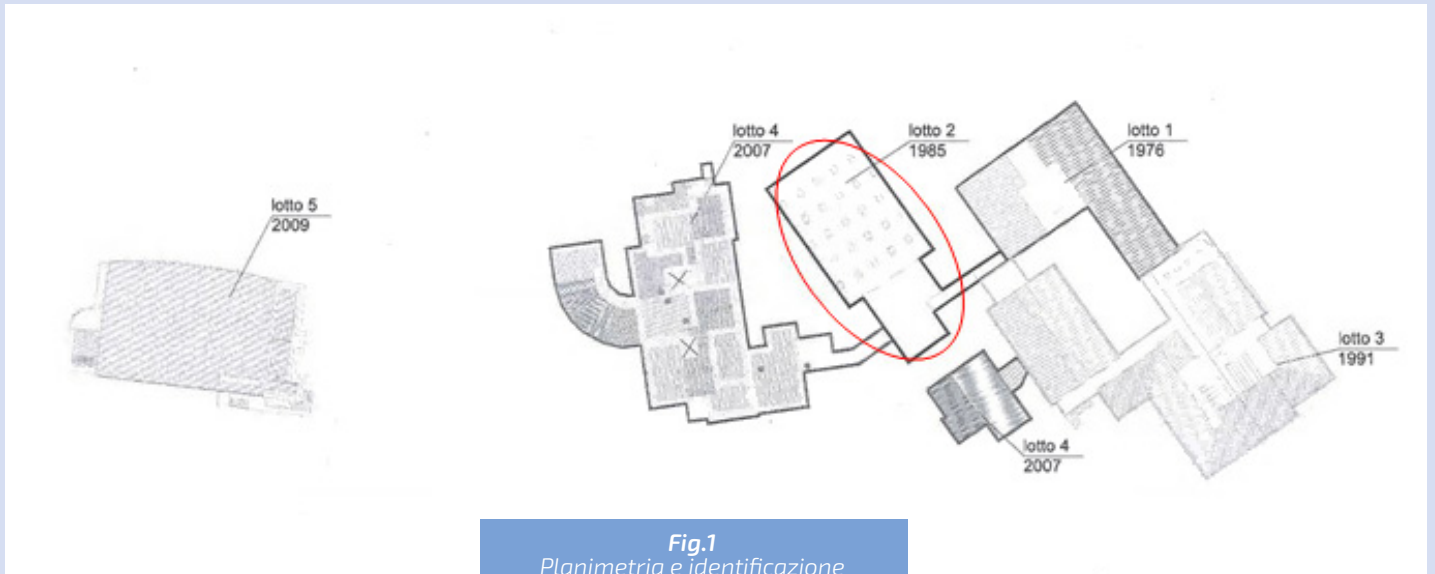 lotto 5
2009
lotto 4
2007
lotto 2
1985
lotto 1
1976
lotto 3
1991
lotto 4
2007
Fig.1
Planimetria e identificazione